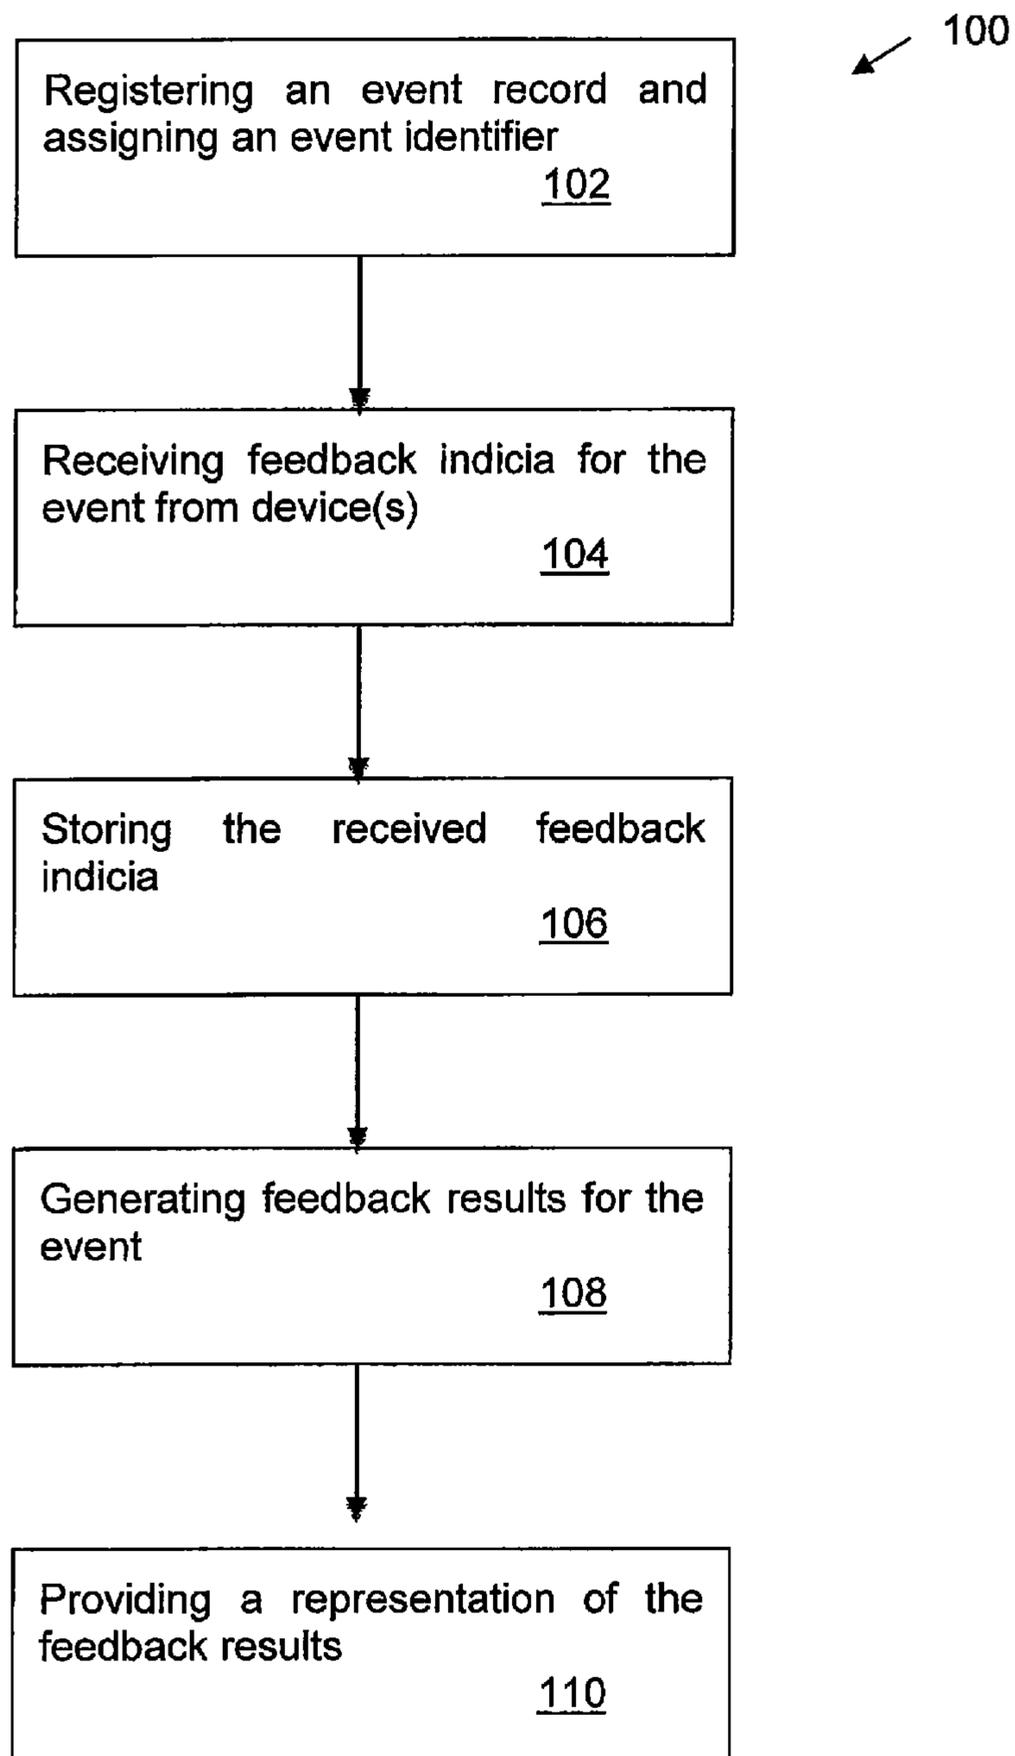 100
Registering an event record and
assigning an event identifier
102
Receiving feedback indicia for the
event from device(s)
104
Storing the received feedback
indicia
106
Generating feedback results for the
event
108
Providing a representation of the
feedback results
110